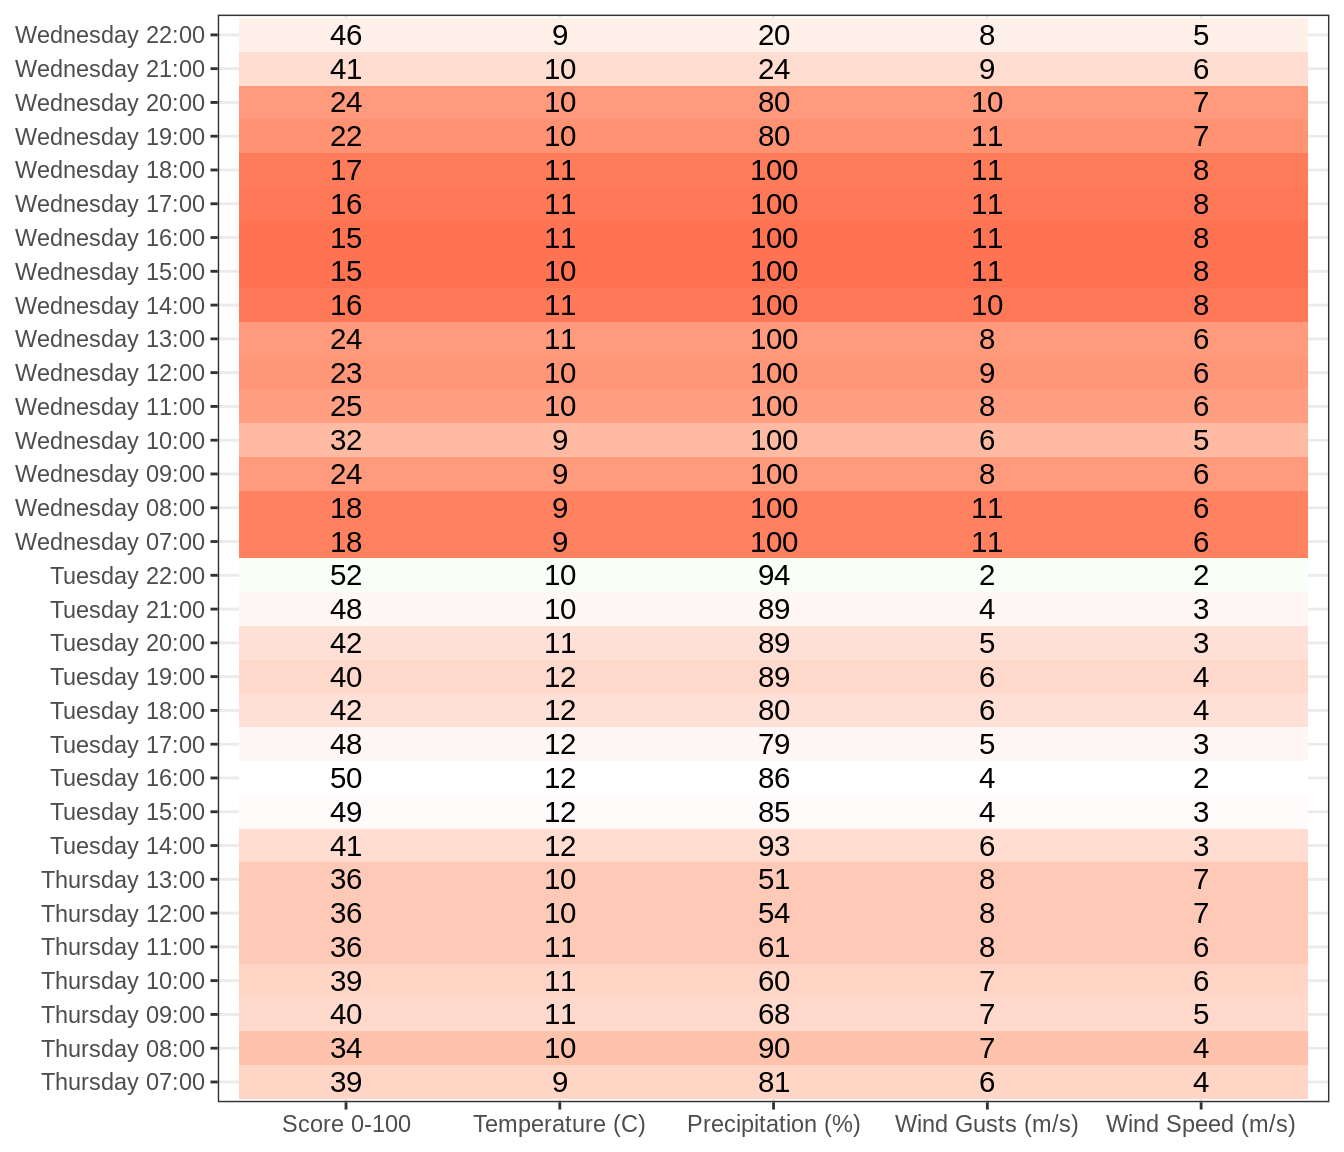 Wednesday 22:00 46 9 20 8 5
Wednesday 21:00 41 10 24 9 6
Wednesday 20:00 24 10 80 10 7
Wednesday 19:00 22 10 80 11 7
Wednesday 18:00 17 11 100 11 8
Wednesday 17:00 16 11 100 11 8
Wednesday 16:00 15 11 100 11 8
Wednesday 15:00 15 10 100 11 8
Wednesday 14:00 16 11 100 10 8
Wednesday 13:00 24 11 100 8 6
Wednesday 12:00 23 10 100 9 6
Wednesday 11:00 25 10 100 8 6
Wednesday 10:00 32 9 100 6 5
Wednesday 09:00 24 9 100 8 6
Wednesday 08:00 18 9 100 11 6
Wednesday 07:00 18 9 100 11 6
Tuesday 22:00 52 10 94 2 2
Tuesday 21:00 48 10 89 4 3
Tuesday 20:00 42 11 89 5 3
Tuesday 19:00 40 12 89 6 4
Tuesday 18:00 42 12 80 6 4
Tuesday 17:00 48 12 79 5 3
Tuesday 16:00 50 12 86 4 2
Tuesday 15:00 49 12 85 4 3
Tuesday 14:00 41 12 93 6 3
Thursday 13:00 36 10 51 8 7
Thursday 12:00 36 10 54 8 7
Thursday 11:00 36 11 61 8 6
Thursday 10:00 39 11 60 7 6
Thursday 09:00 40 11 68 7 5
Thursday 08:00 34 10 90 7 4
Thursday 07:00 39 9 81 6 4
Score 0-100 Temperature (C) Precipitation (%) Wind Gusts (m/s) Wind Speed (m/s)